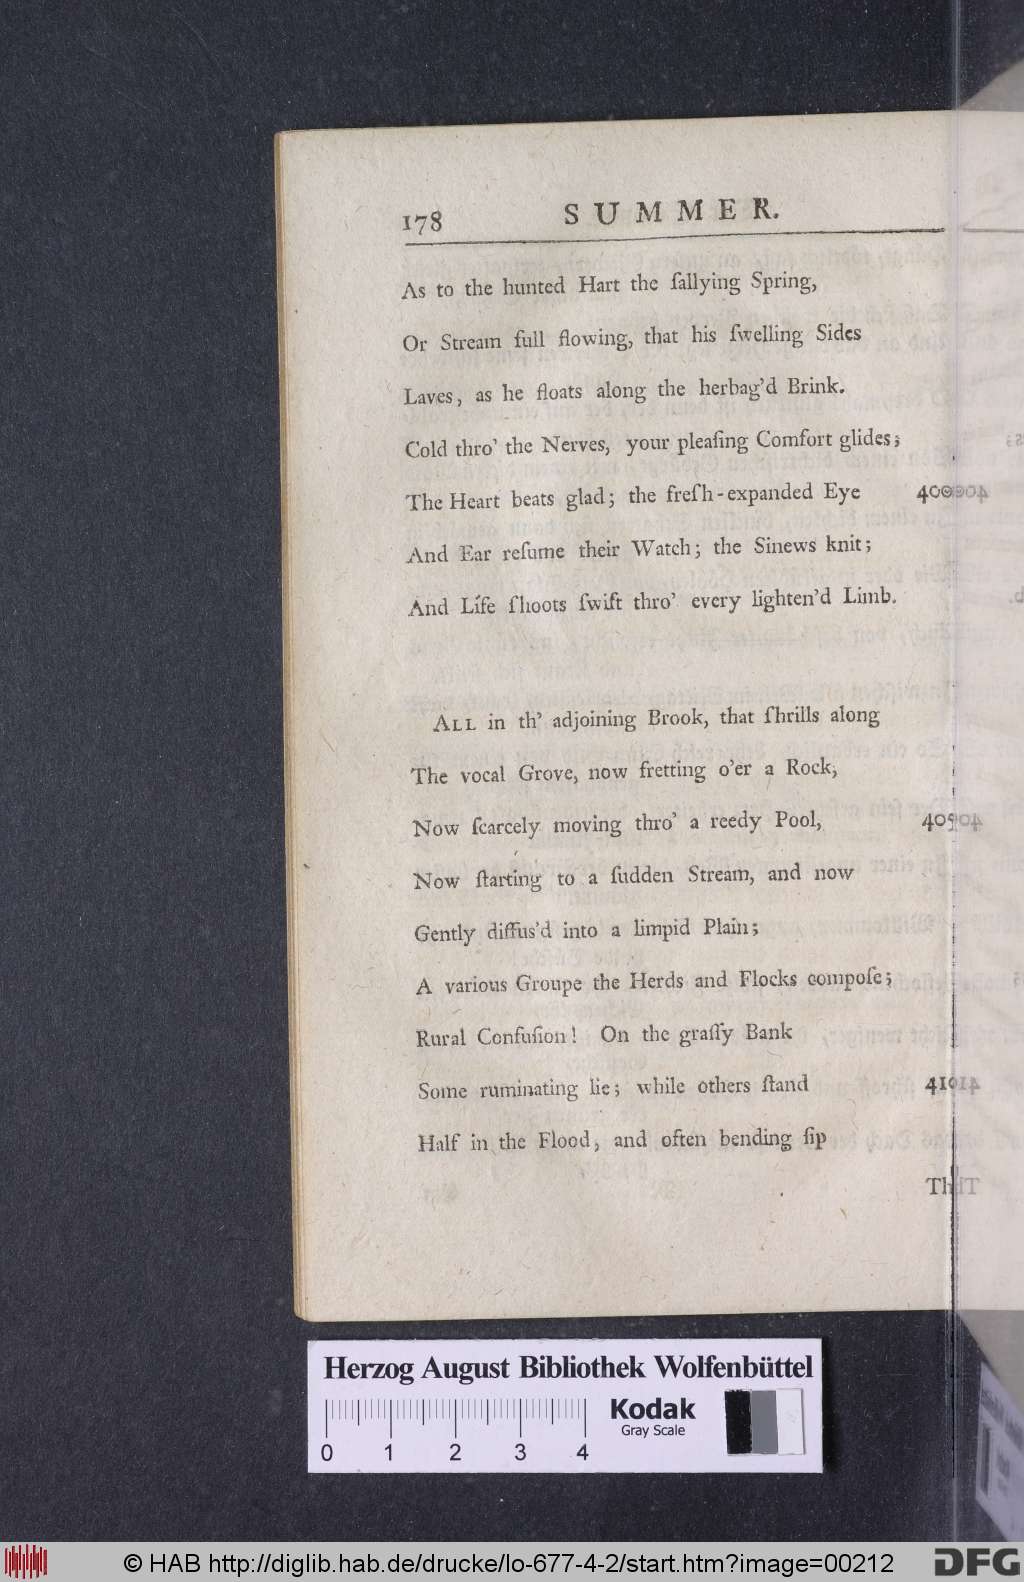 178 SUMMER.
As to the hunted Hart the ſallying Spring,
Or Stream full flowing, that his ſwelling Sides
Laves, as he floats along the herbag'd Brink.
Cold thro' the Nerves, your pleaſing Comfort glides;
The Heart beats glad; the freſh-expanded Eye 400
And Ear reſume their Watch; the Sinews knit;
And Life ſhoots ſwift thro' every lighten'd Limb.
ALL in th' adjoining Brook, that ſhrills along
The vocal Grove, now fretting o'er a Rock,
Now ſcarcely moving thro' a reedy Pool, 405
Now ſtarting to a ſudden Stream, and now
Gently diffus'd into a limpid Plain;
A various Groupe the Herds and Flocks compoſe;
Rural Confuſion! On the graſſy Bank
Some ruminating lie; while others ſtand 410
Half in the Flood, and often bending ſip
Th
Herzog August Bibliothek Wolfenbüttel
Kodak
Gray Scale
0 1 2 3 4
© HAB http://diglib.hab.de/drucke/lo-677-4-2/start.htm?image=00212
DFG